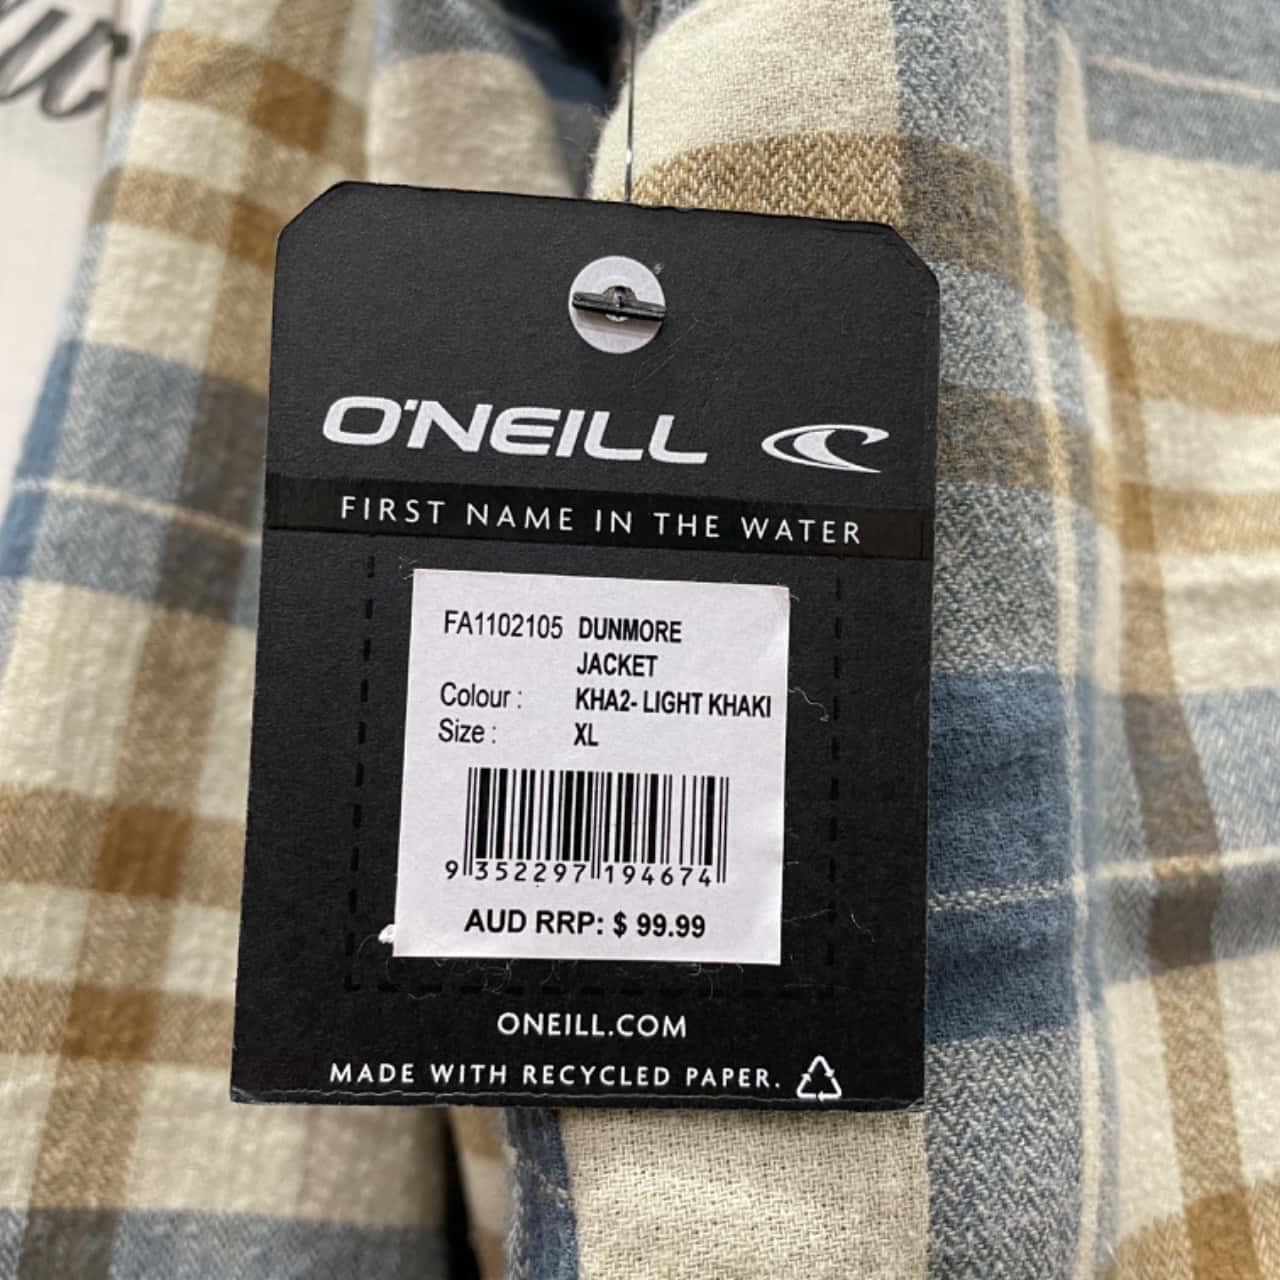 O'NEILL
FIRST NAME IN THE WATER
FA1102105 DUNMORE
JACKET
Colour : KHA2- LIGHT KHAKI
Size : XL
9 352297 194674
AUD RRP: $ 99.99
ONEILL.COM
MADE WITH RECYCLED PAPER.